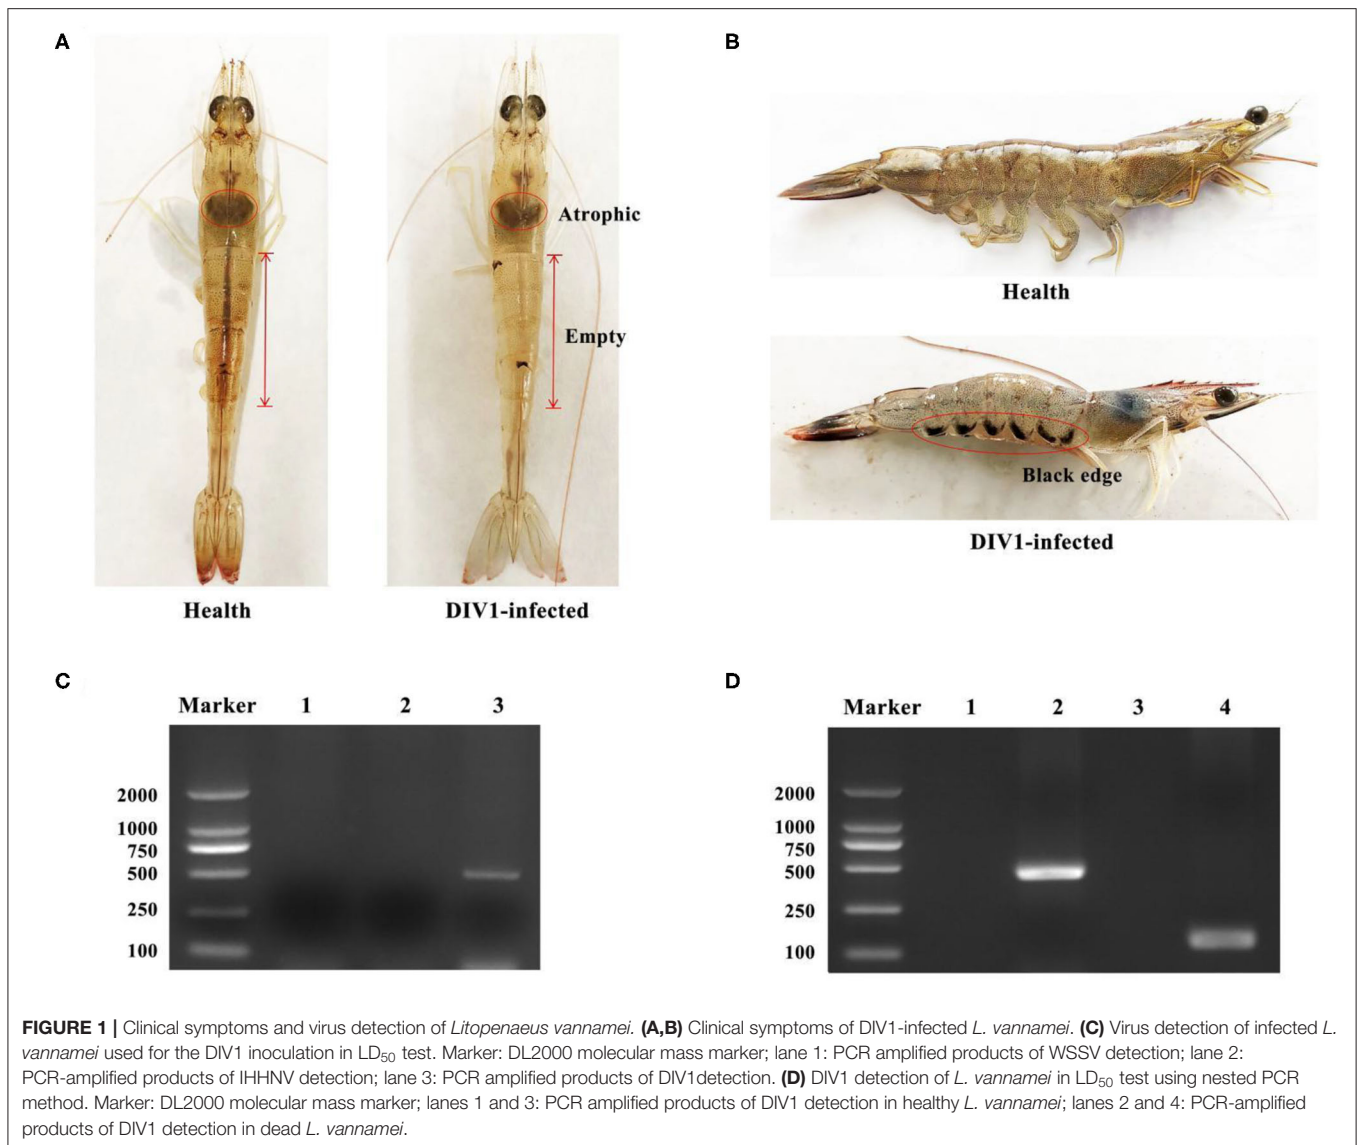 A
B
Atrophic
Empty
Health
DIV1-infected
Health
Black edge
DIV1-infected
C
Marker 1 2 3
2000
1000
750
500
250
100
D
Marker 1 2 3 4
2000
1000
750
500
250
100
FIGURE 1 | Clinical symptoms and virus detection of Litopenaeus vannamei. (A,B) Clinical symptoms of DIV1-infected L. vannamei. (C) Virus detection of infected L.
vannamei used for the DIV1 inoculation in LD50 test. Marker: DL2000 molecular mass marker; lane 1: PCR amplified products of WSSV detection; lane 2:
PCR-amplified products of IHHNV detection; lane 3: PCR amplified products of DIV1detection. (D) DIV1 detection of L. vannamei in LD50 test using nested PCR
method. Marker: DL2000 molecular mass marker; lanes 1 and 3: PCR amplified products of DIV1 detection in healthy L. vannamei; lanes 2 and 4: PCR-amplified
products of DIV1 detection in dead L. vannamei.